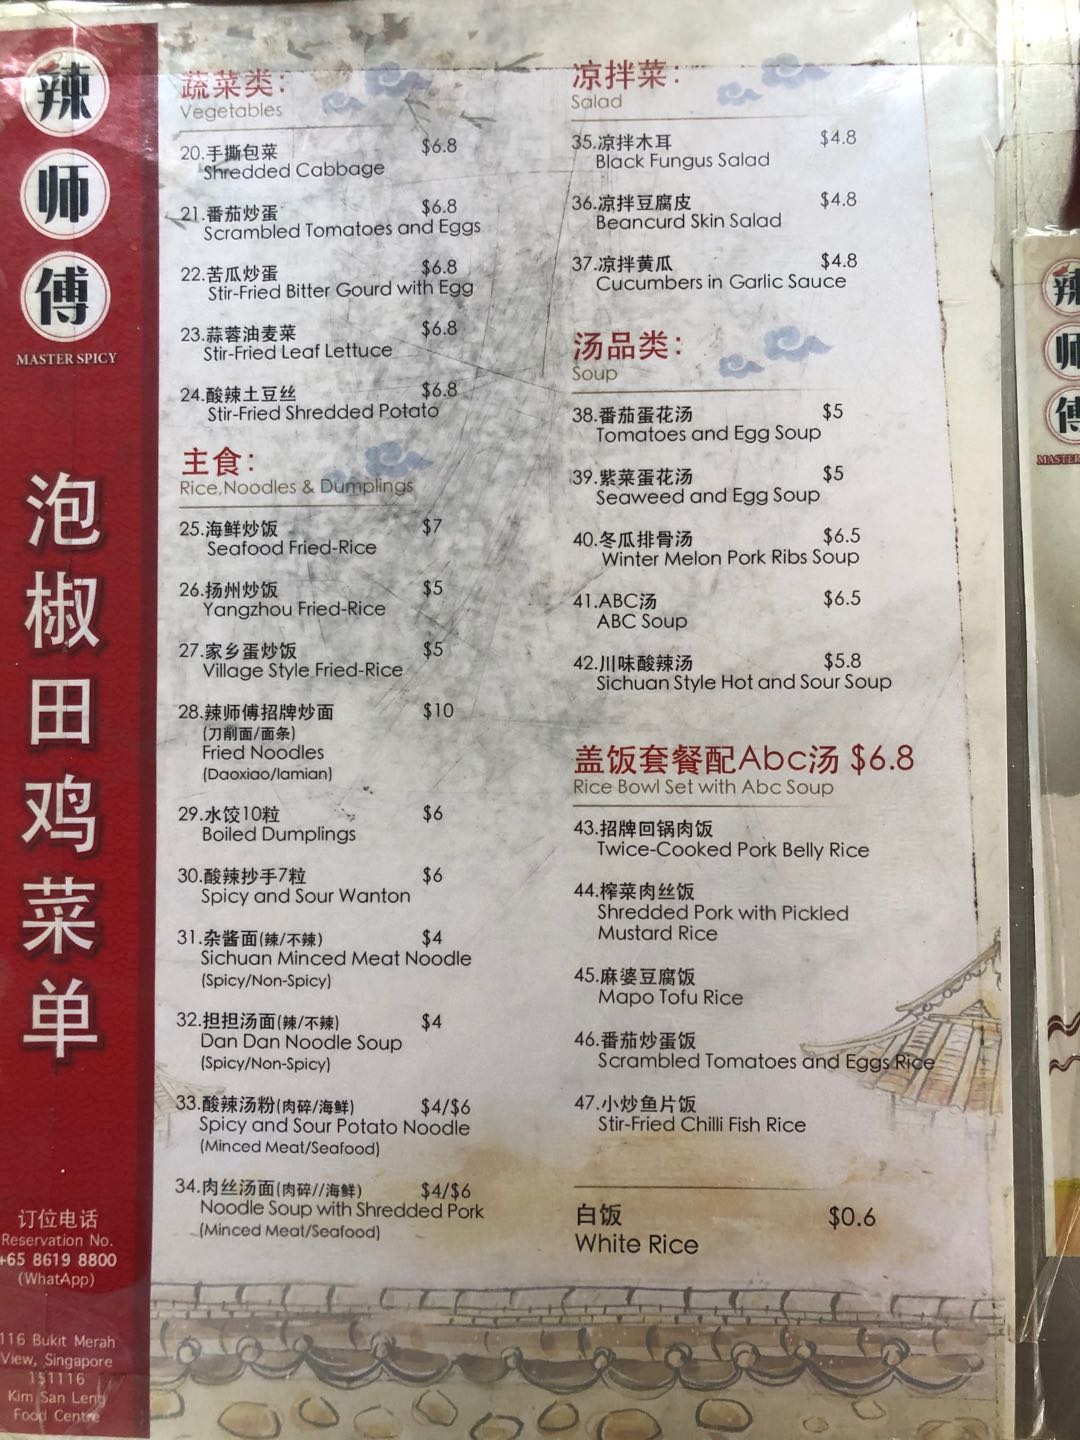 辣
师
傅
MASTER SPICY
泡椒田鸡菜单
订位电话
Reservation No.
+65 8619 8800
(WhatApp)
116 Bukit Merah
View, Singapore
151116
Kim San Leng
Food Centre
蔬菜类:
Vegetables
20.手撕包菜 $6.8
Shredded Cabbage
21.番茄炒蛋 $6.8
Scrambled Tomatoes and Eggs
22.苦瓜炒蛋 $6.8
Stir-Fried Bitter Gourd with Egg
23.蒜蓉油麦菜 $6.8
Stir-Fried Leaf Lettuce
24.酸辣土豆丝 $6.8
Stir-Fried Shredded Potato
主食:
Rice,Noodles & Dumplings
25.海鲜炒饭 $7
Seafood Fried-Rice
26.扬州炒饭 $5
Yangzhou Fried-Rice
27.家乡蛋炒饭 $5
Village Style Fried-Rice
28.辣师傅招牌炒面 $10
(刀削面/面条)
Fried Noodles
(Daoxiao/lamian)
29.水饺10粒 $6
Boiled Dumplings
30.酸辣抄手7粒 $6
Spicy and Sour Wanton
31.杂酱面(辣/不辣) $4
Sichuan Minced Meat Noodle
(Spicy/Non-Spicy)
32.担担汤面(辣/不辣) $4
Dan Dan Noodle Soup
(Spicy/Non-Spicy)
33.酸辣汤粉(肉碎/海鲜) $4/$6
Spicy and Sour Potato Noodle
(Minced Meat/Seafood)
34.肉丝汤面(肉碎//海鲜) $4/$6
Noodle Soup with Shredded Pork
(Minced Meat/Seafood)
凉拌菜:
Salad
35.凉拌木耳 $4.8
Black Fungus Salad
36.凉拌豆腐皮 $4.8
Beancurd Skin Salad
37.凉拌黄瓜 $4.8
Cucumbers in Garlic Sauce
汤品类:
Soup
38.番茄蛋花汤 $5
Tomatoes and Egg Soup
39.紫菜蛋花汤 $5
Seaweed and Egg Soup
40.冬瓜排骨汤 $6.5
Winter Melon Pork Ribs Soup
41.ABC汤 $6.5
ABC Soup
42.川味酸辣汤 $5.8
Sichuan Style Hot and Sour Soup
盖饭套餐配Abc汤 $6.8
Rice Bowl Set with Abc Soup
43.招牌回锅肉饭
Twice-Cooked Pork Belly Rice
44.榨菜肉丝饭
Shredded Pork with Pickled
Mustard Rice
45.麻婆豆腐饭
Mapo Tofu Rice
46.番茄炒蛋饭
Scrambled Tomatoes and Eggs Rice
47.小炒鱼片饭
Stir-Fried Chilli Fish Rice
白饭 $0.6
White Rice
辣
师
傅
MASTER